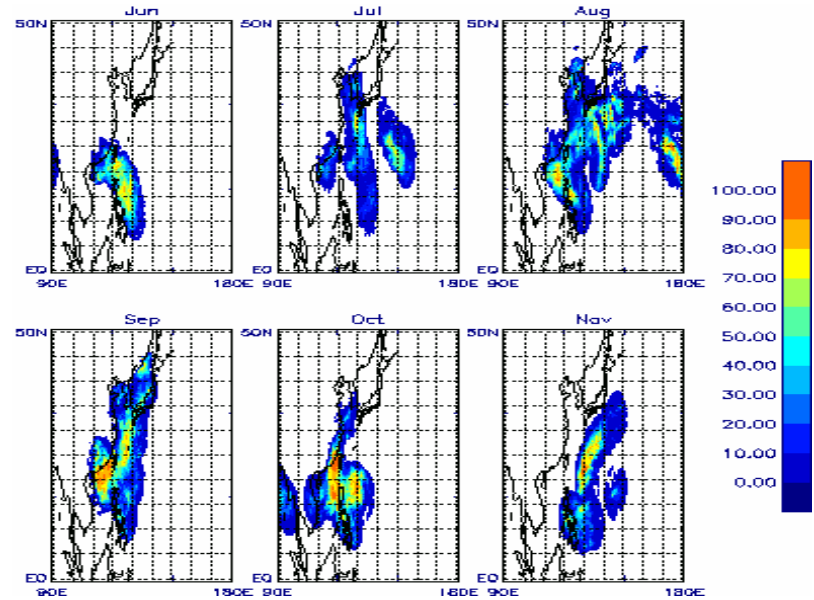 Jun Jul Aug
50N 50N 50N
EQ EQ EQ
90E 180E 90E 180E 90E 180E
Sep Oct Nov
50N 50N 50N
EQ EQ EQ
90E 180E 90E 180E 90E 180E
100.00
90.00
80.00
70.00
60.00
50.00
40.00
30.00
20.00
10.00
0.00